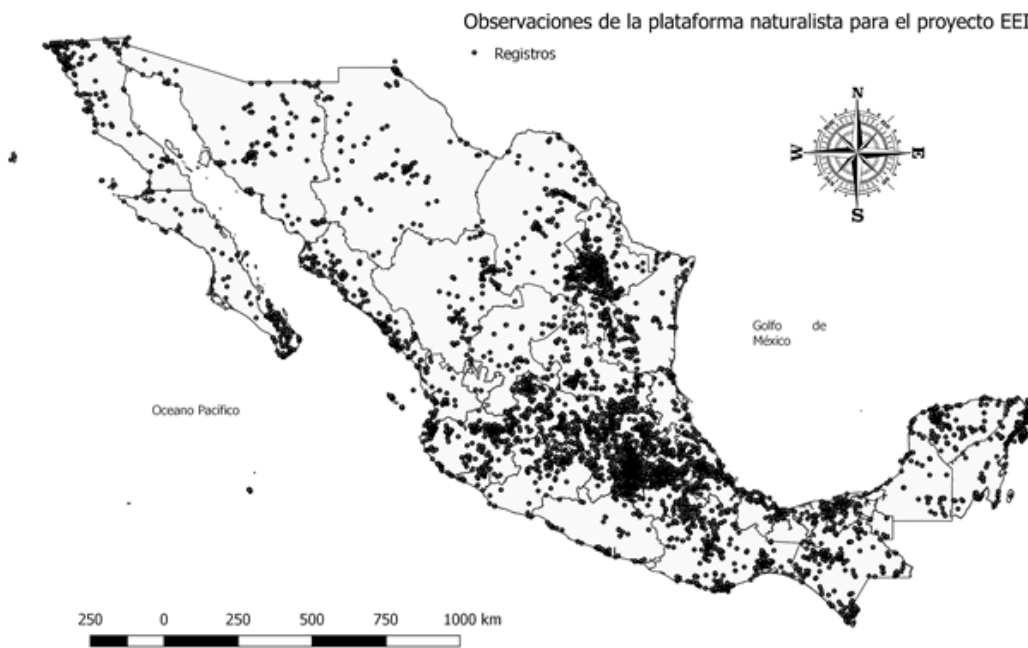 Observaciones de la plataforma naturalista para el proyecto EEI
Registros
N
W
E
S
Golfo de
México
Oceano Pacífico
250 0 250 500 750 1000 km